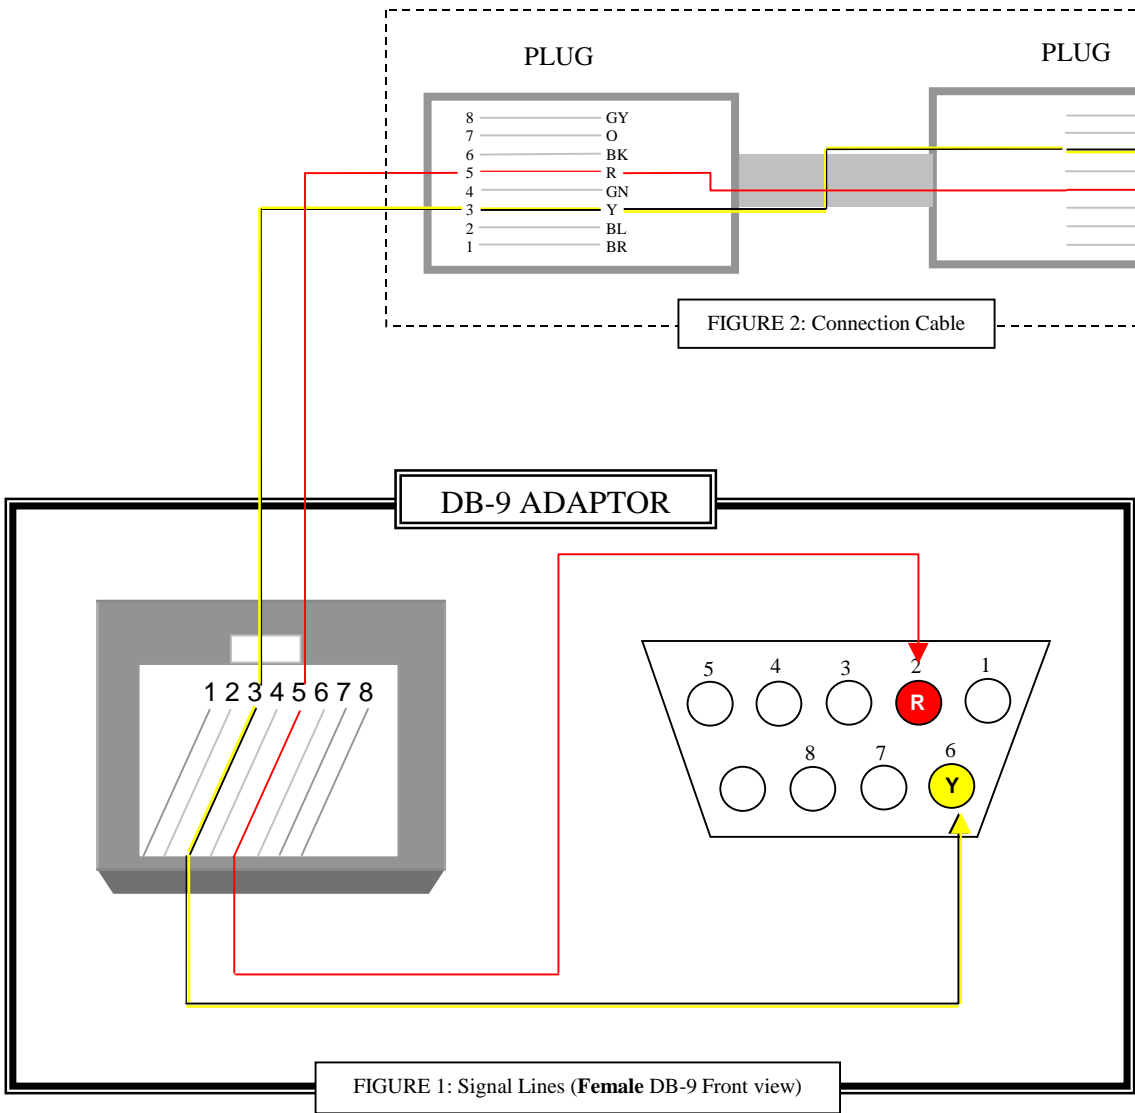 PLUG
PLUG
8 GY
7 O
6 BK
5 R
4 GN
3 Y
2 BL
1 BR
FIGURE 2: Connection Cable
DB-9 ADAPTOR
1 2 3 4 5 6 7 8
5 4 3 2 1
R
8 7 6
Y
FIGURE 1: Signal Lines (Female DB-9 Front view)